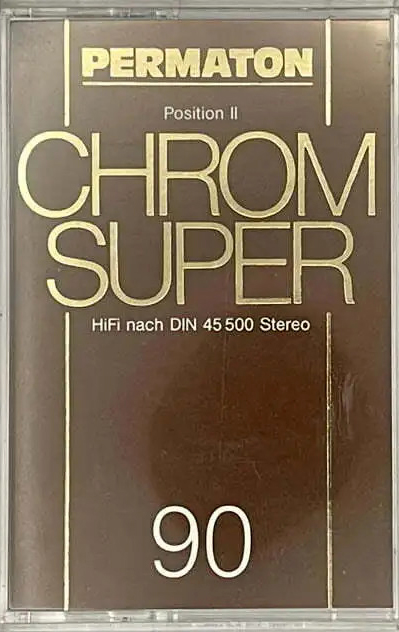 PERMATON
Position II
CHROM
SUPER
HiFi nach DIN 45 500 Stereo
90